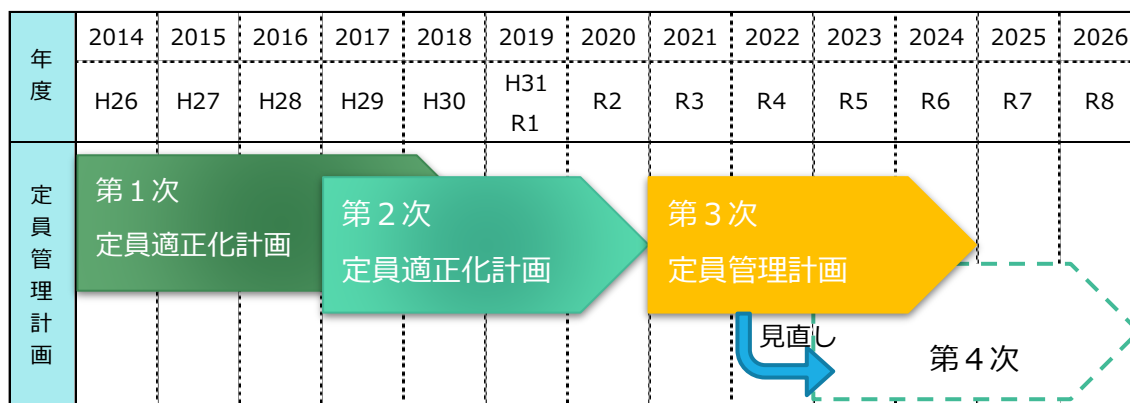 年度
2014 2015 2016 2017 2018 2019 2020 2021 2022 2023 2024 2025 2026
H26 H27 H28 H29 H30 H31 R1 R2 R3 R4 R5 R6 R7 R8
定員管理計画
第１次
定員適正化計画
第２次
定員適正化計画
第３次
定員管理計画
見直し
第４次